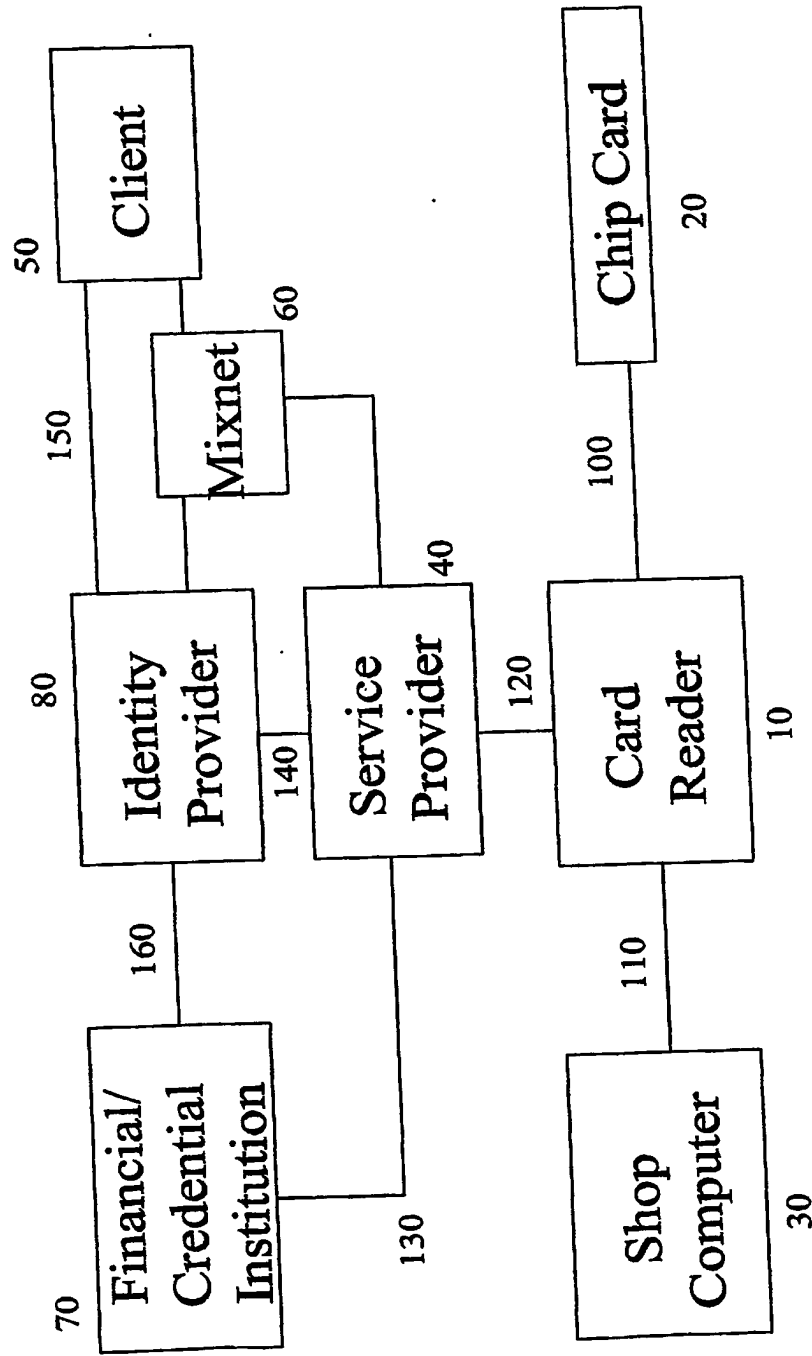 50
Client
150
60
Mixnet
80
Identity
Provider
140
40
Service
Provider
160
70
Financial/
Credential
Institution
130
120
Chip Card
20
100
Card
Reader
10
110
Shop
Computer
30